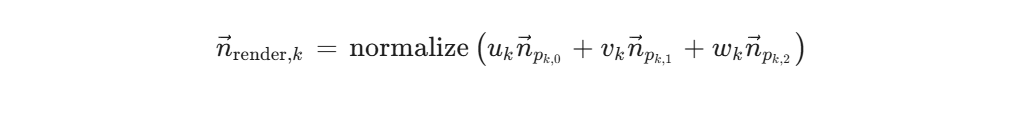 $\vec{n}_{\text{render},k} = \text{normalize}\left(u_k \vec{n}_{p_{k,0}} + v_k \vec{n}_{p_{k,1}} + w_k \vec{n}_{p_{k,2}}\right)$